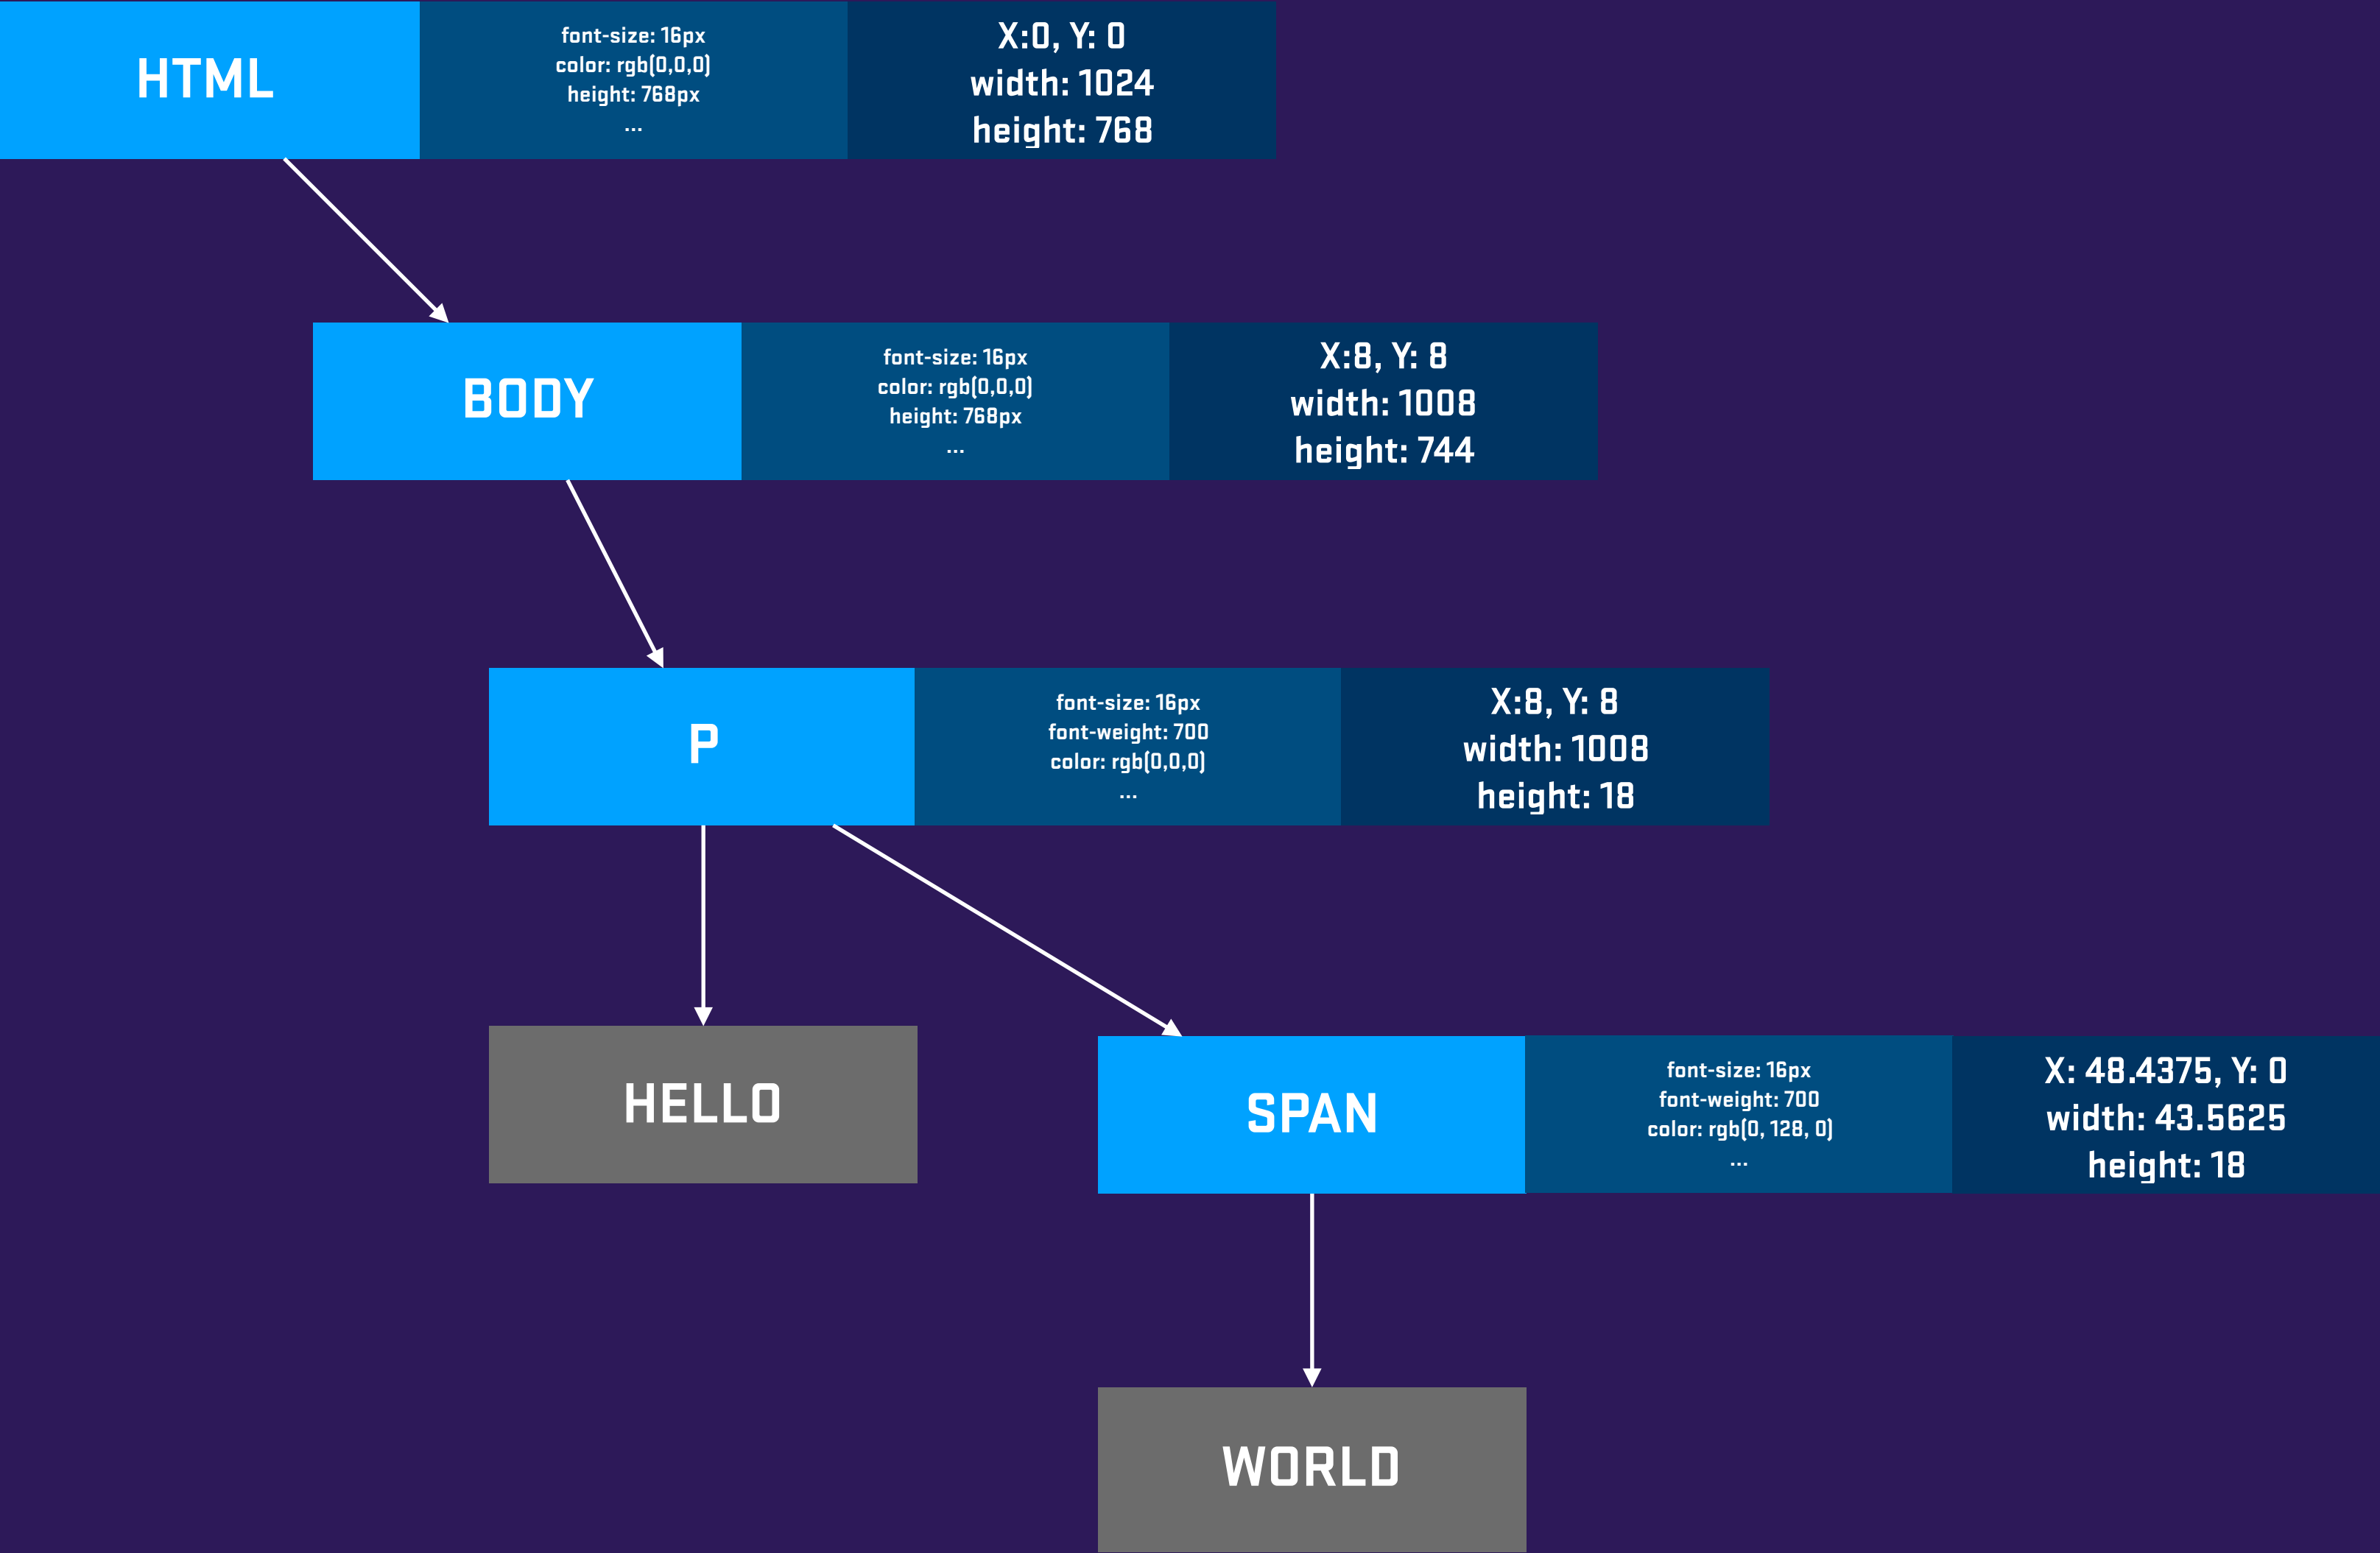 HTML
font-size: 16px
color: rgb(0,0,0)
height: 768px
...
X:0, Y: 0
width: 1024
height: 768
BODY
font-size: 16px
color: rgb(0,0,0)
height: 768px
...
X:8, Y: 8
width: 1008
height: 744
P
font-size: 16px
font-weight: 700
color: rgb(0,0,0)
...
X:8, Y: 8
width: 1008
height: 18
HELLO
SPAN
font-size: 16px
font-weight: 700
color: rgb(0, 128, 0)
...
X: 48.4375, Y: 0
width: 43.5625
height: 18
WORLD